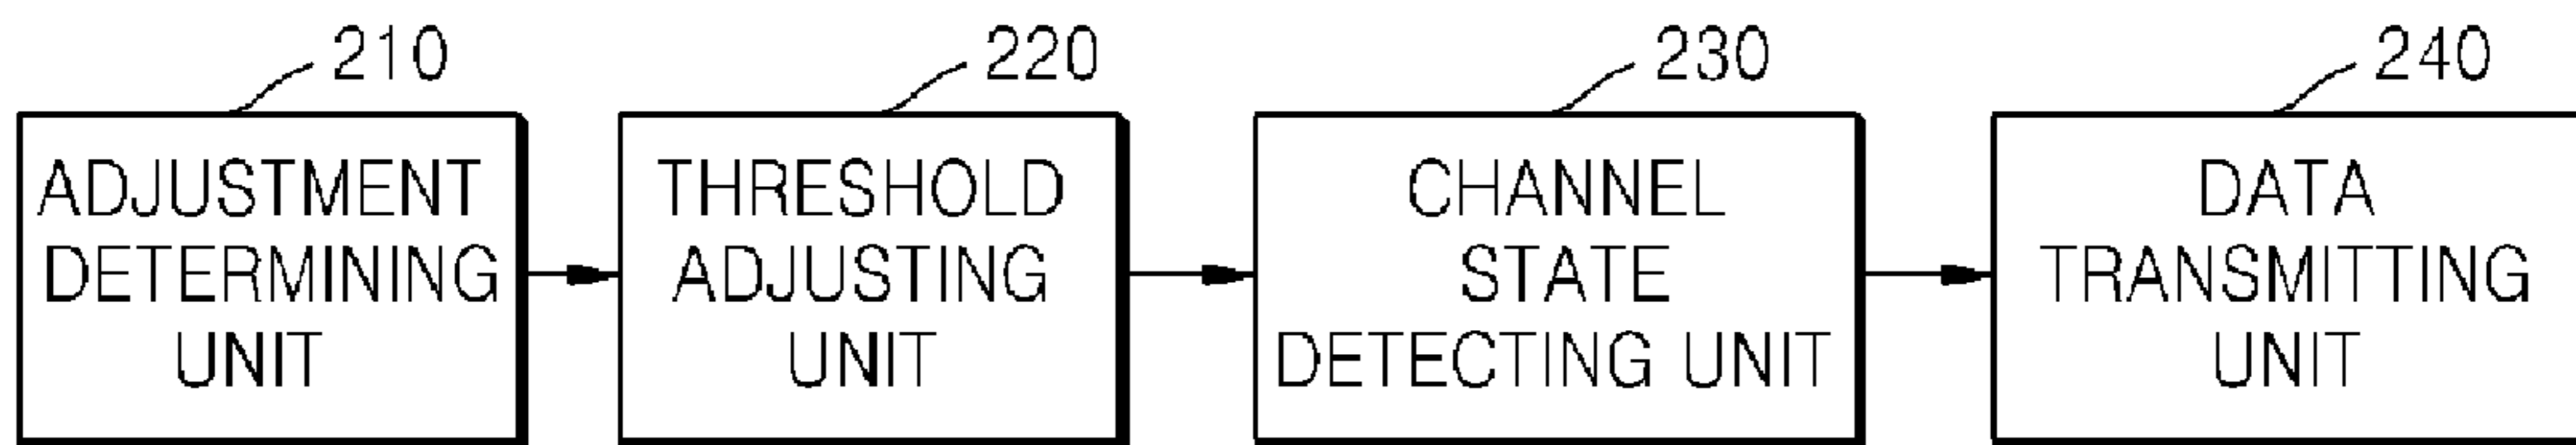 210
220
230
240
ADJUSTMENT
DETERMINING
UNIT
THRESHOLD
ADJUSTING
UNIT
CHANNEL
STATE
DETECTING UNIT
DATA
TRANSMITTING
UNIT